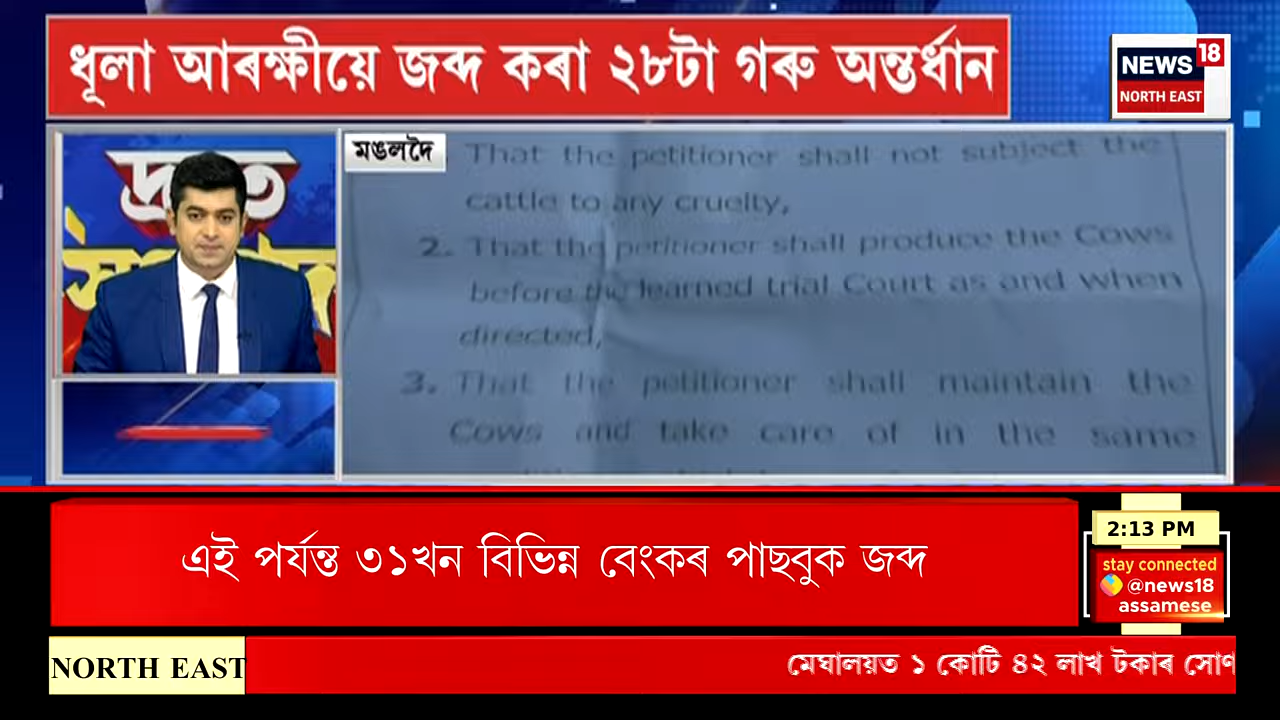 ধূলা আৰক্ষীয়ে জব্দ কৰা ২৮টা গৰু অন্তৰ্ধান
NEWS 18
NORTH EAST
দ্ৰুত
মঙলদৈ
That the petitioner shall not subject the
cattle to any cruelty,
2. That the petitioner shall produce the Cows
before the learned trial Court as and when
directed,
3. That the petitioner shall maintain the
Cows and take care of in the same
এই পৰ্যন্ত ৩১খন বিভিন্ন বেংকৰ পাছবুক জব্দ
2:13 PM
stay connected
@news18
assamese
NORTH EAST
মেঘালয়ত ১ কোটি ৪২ লাখ টকাৰ সোণ